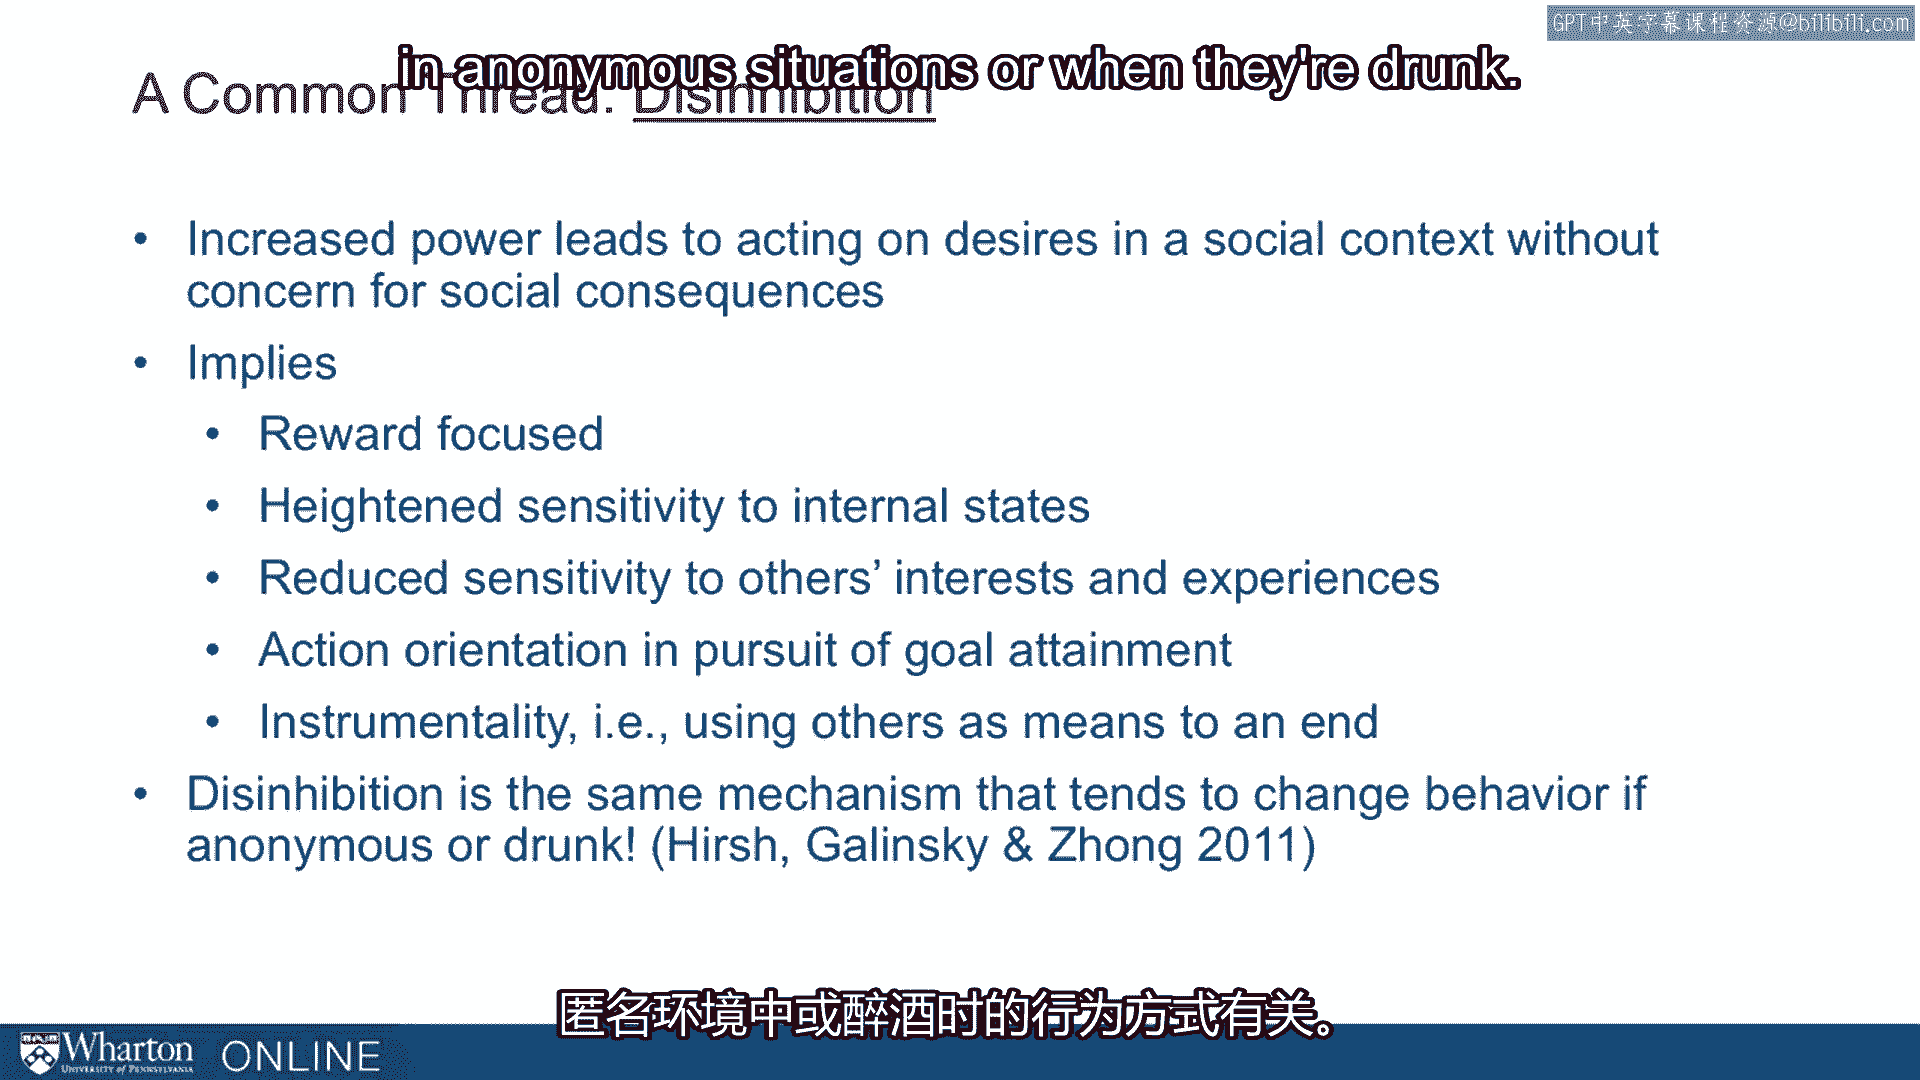 GPT中英字幕课程资源@bilibili.com
in anonymous situations or when they're drunk.
A Common Thread: Disinhibition
• Increased power leads to acting on desires in a social context without
concern for social consequences
• Implies
• Reward focused
• Heightened sensitivity to internal states
• Reduced sensitivity to others’ interests and experiences
• Action orientation in pursuit of goal attainment
• Instrumentality, i.e., using others as means to an end
• Disinhibition is the same mechanism that tends to change behavior if
anonymous or drunk! (Hirsh, Galinsky & Zhong 2011)
匿名环境中或醉酒时的行为方式有关。
Wharton ONLINE
UNIVERSITY of PENNSYLVANIA